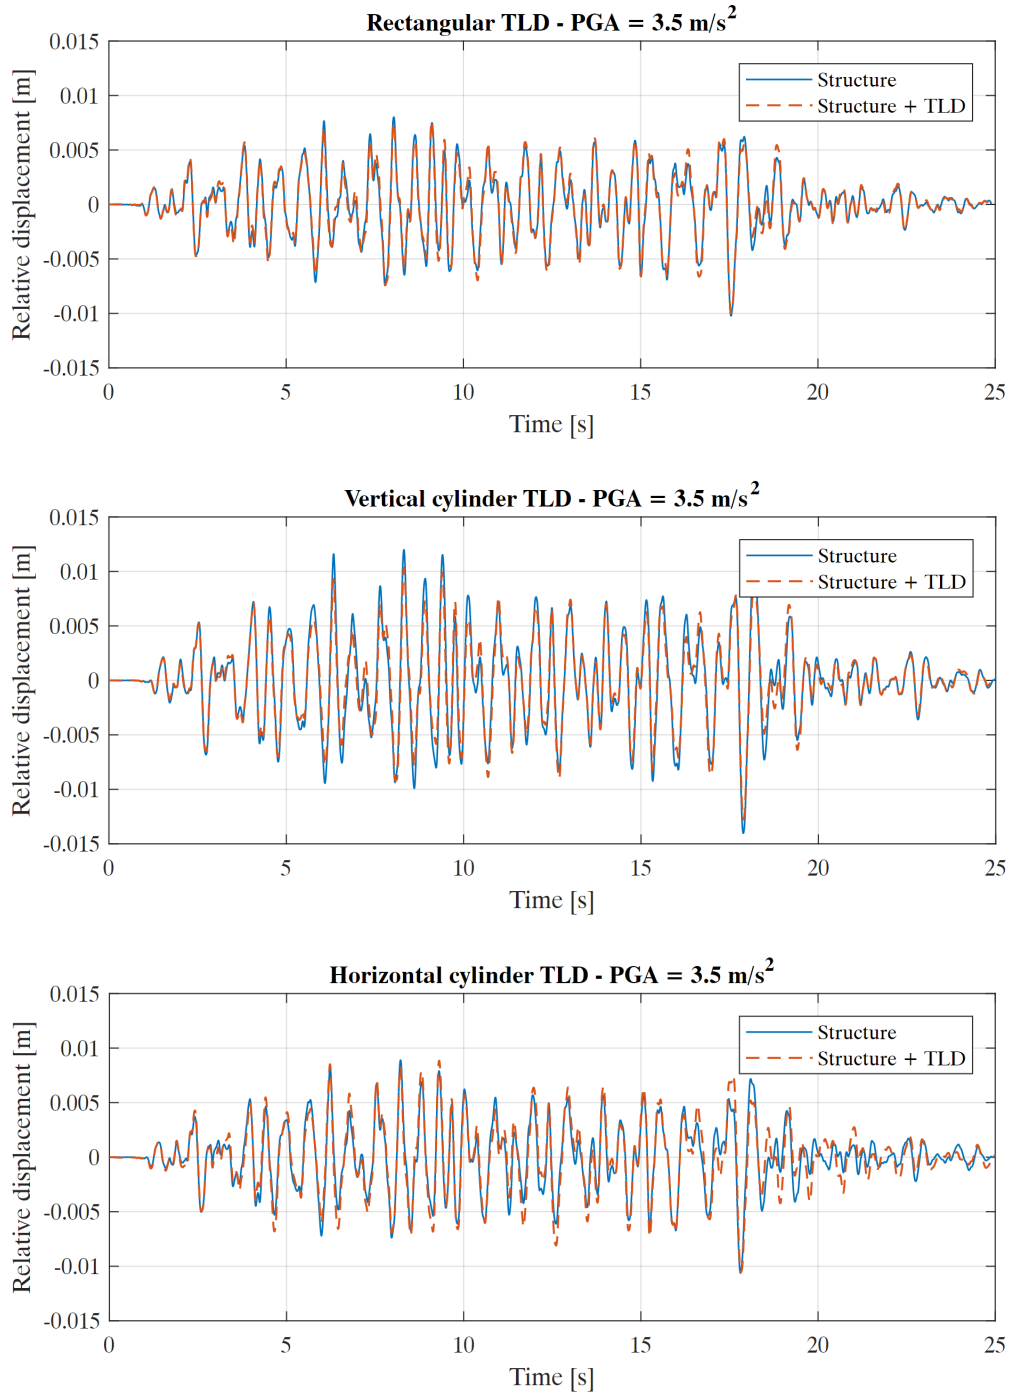 Rectangular TLD - PGA = 3.5 m/s²
0.015
0.01
0.005
0
-0.005
-0.01
-0.015
Relative displacement [m]
Structure
Structure + TLD
0 5 10 15 20 25
Time [s]
Vertical cylinder TLD - PGA = 3.5 m/s²
0.015
0.01
0.005
0
-0.005
-0.01
-0.015
Relative displacement [m]
Structure
Structure + TLD
0 5 10 15 20 25
Time [s]
Horizontal cylinder TLD - PGA = 3.5 m/s²
0.015
0.01
0.005
0
-0.005
-0.01
-0.015
Relative displacement [m]
Structure
Structure + TLD
0 5 10 15 20 25
Time [s]